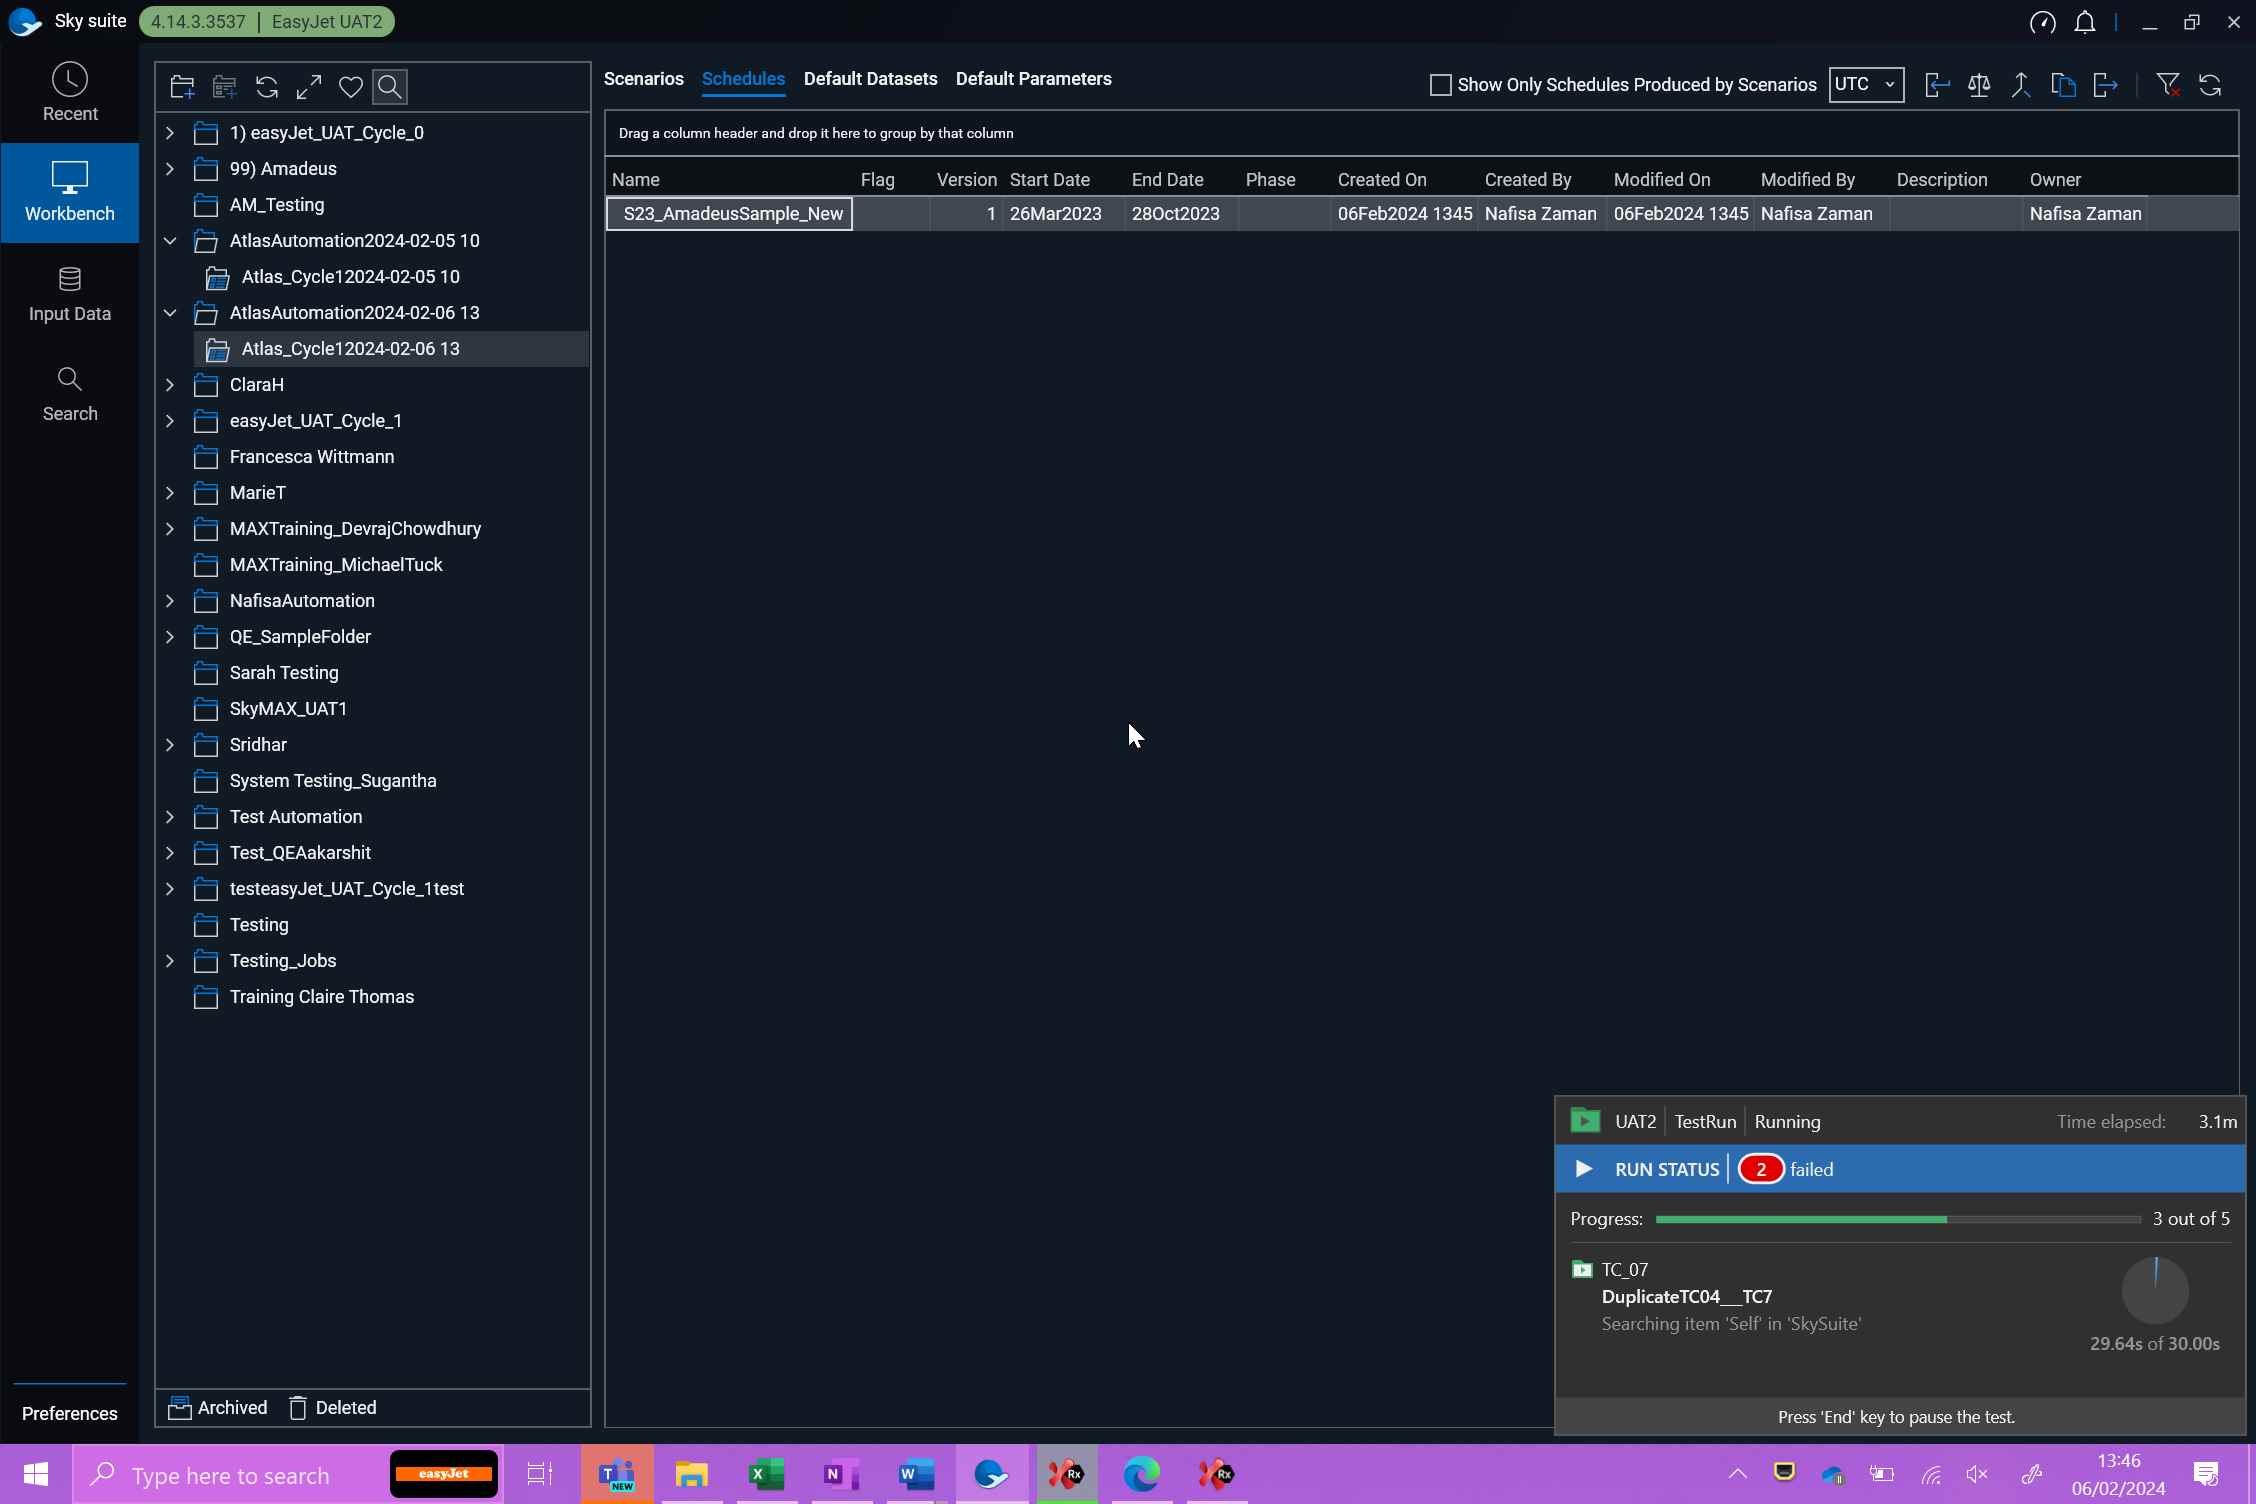 Sky suite 4.14.3.3537 | EasyJet UAT2
Recent
Workbench
Input Data
Search
Preferences
1) easyJet_UAT_Cycle_0
99) Amadeus
AM_Testing
AtlasAutomation2024-02-05 10
Atlas_Cycle12024-02-05 10
AtlasAutomation2024-02-06 13
Atlas_Cycle12024-02-06 13
ClaraH
easyJet_UAT_Cycle_1
Francesca Wittmann
MarieT
MAXTraining_DevrajChowdhury
MAXTraining_MichaelTuck
NafisaAutomation
QE_SampleFolder
Sarah Testing
SkyMAX_UAT1
Sridhar
System Testing_Sugantha
Test Automation
Test_QEAakarshit
testeasyJet_UAT_Cycle_1test
Testing
Testing_Jobs
Training Claire Thomas
Archived Deleted
Scenarios Schedules Default Datasets Default Parameters Show Only Schedules Produced by Scenarios UTC
Drag a column header and drop it here to group by that column
Name Flag Version Start Date End Date Phase Created On Created By Modified On Modified By Description Owner
S23_AmadeusSample_New 1 26Mar2023 28Oct2023 06Feb2024 1345 Nafisa Zaman 06Feb2024 1345 Nafisa Zaman Nafisa Zaman
UAT2 | TestRun | Running Time elapsed: 3.1m
RUN STATUS | 2 failed
Progress: 3 out of 5
TC_07
DuplicateTC04__TC7
Searching item 'Self' in 'SkySuite'
29.64s of 30.00s
Press 'End' key to pause the test.
Type here to search easyJet
T NEW X N W Rx Rx
13:46
06/02/2024